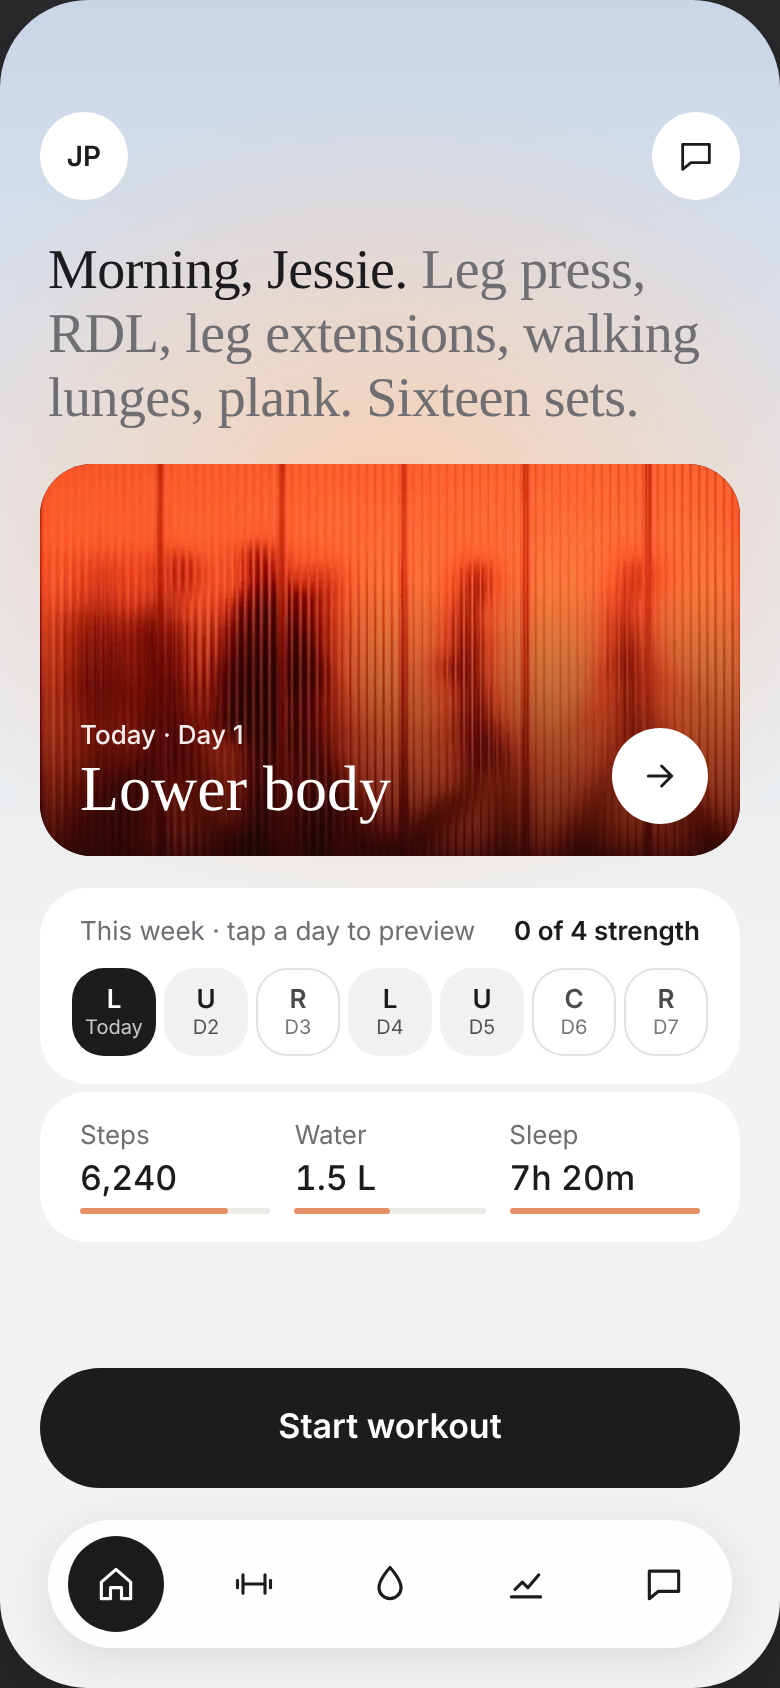 JP
Morning, Jessie. Leg press,
RDL, leg extensions, walking
lunges, plank. Sixteen sets.
Today · Day 1
Lower body
This week · tap a day to preview 0 of 4 strength
L U R L U C R
Today D2 D3 D4 D5 D6 D7
Steps Water Sleep
6,240 1.5 L 7h 20m
Start workout